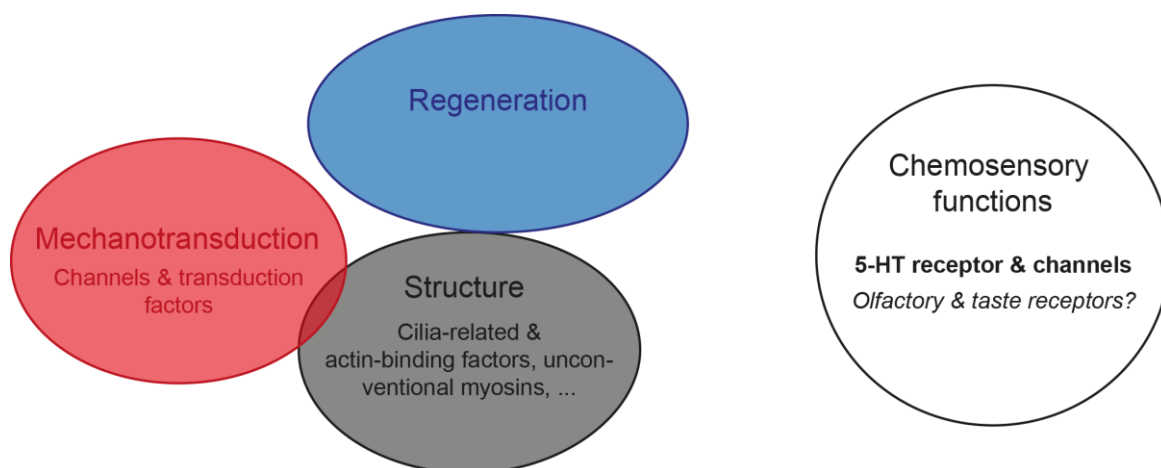 Regeneration
Mechanotransduction
Channels & transduction
factors
Structure
Cilia-related &
actin-binding factors, uncon-
ventional myosins, ...
Chemosensory
functions
5-HT receptor & channels
Olfactory & taste receptors?